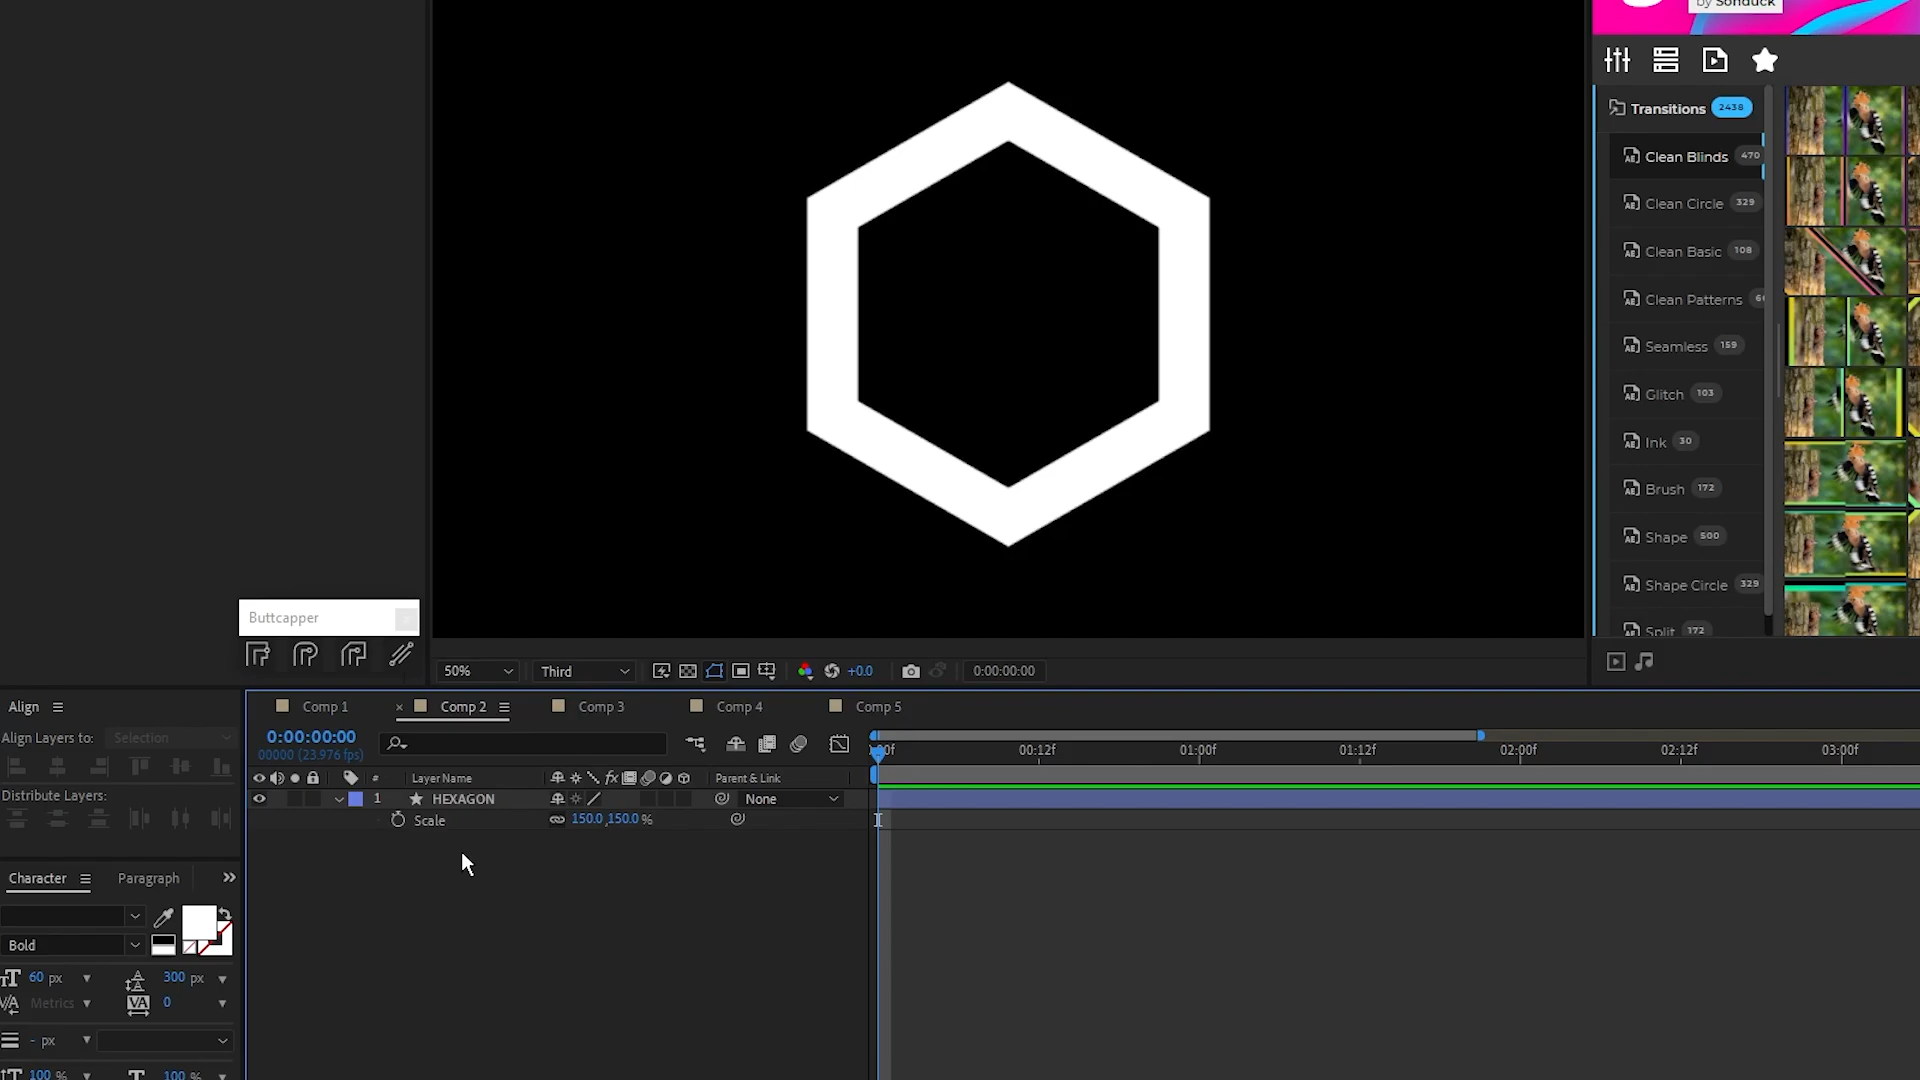 by Sonduck
Transitions 2438
Clean Blinds 470
Clean Circle 329
Clean Basic 108
Clean Patterns
Seamless 159
Glitch 103
Ink 30
Brush 172
Shape 500
Shape Circle 329
Split 172
Buttcapper
50% Third +0.0 0:00:00:00
Align
Align Layers to: Selection
Distribute Layers:
Character Paragraph
Bold
60 px 300 px
Metrics 0
- px
100 % 100 %
Comp 1 Comp 2 Comp 3 Comp 4 Comp 5
0:00:00:00
00000 (23.976 fps)
00f 00:12f 01:00f 01:12f 02:00f 02:12f 03:00f
# Layer Name fx Parent & Link
1 HEXAGON None
Scale 150.0,150.0 %